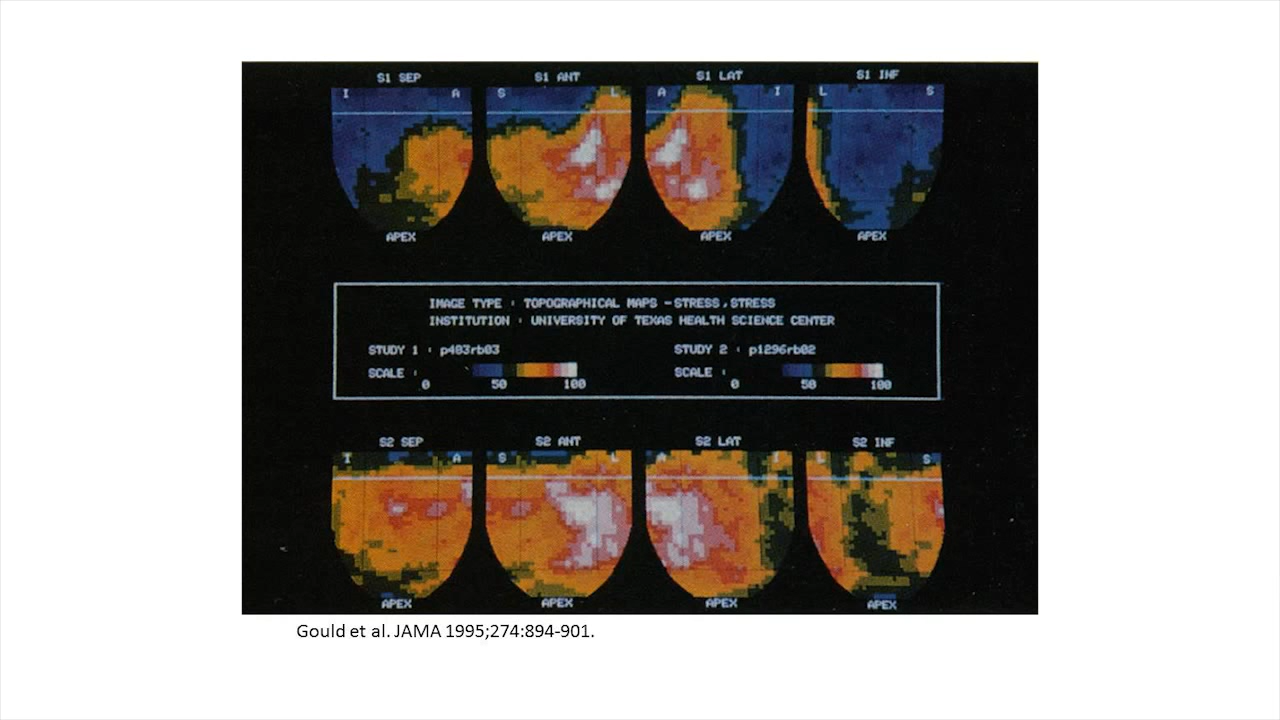 S1 SEP S1 ANT S1 LAT S1 INF
I A S L A I L S
APEX APEX APEX APEX
IMAGE TYPE : TOPOGRAPHICAL MAPS - STRESS, STRESS
INSTITUTION : UNIVERSITY OF TEXAS HEALTH SCIENCE CENTER
STUDY 1 : p483rb03 STUDY 2 : p1296rb02
SCALE : SCALE :
0 50 100 0 50 100
S2 SEP S2 ANT S2 LAT S2 INF
I A S L A I L S
APEX APEX APEX APEX
Gould et al. JAMA 1995;274:894-901.